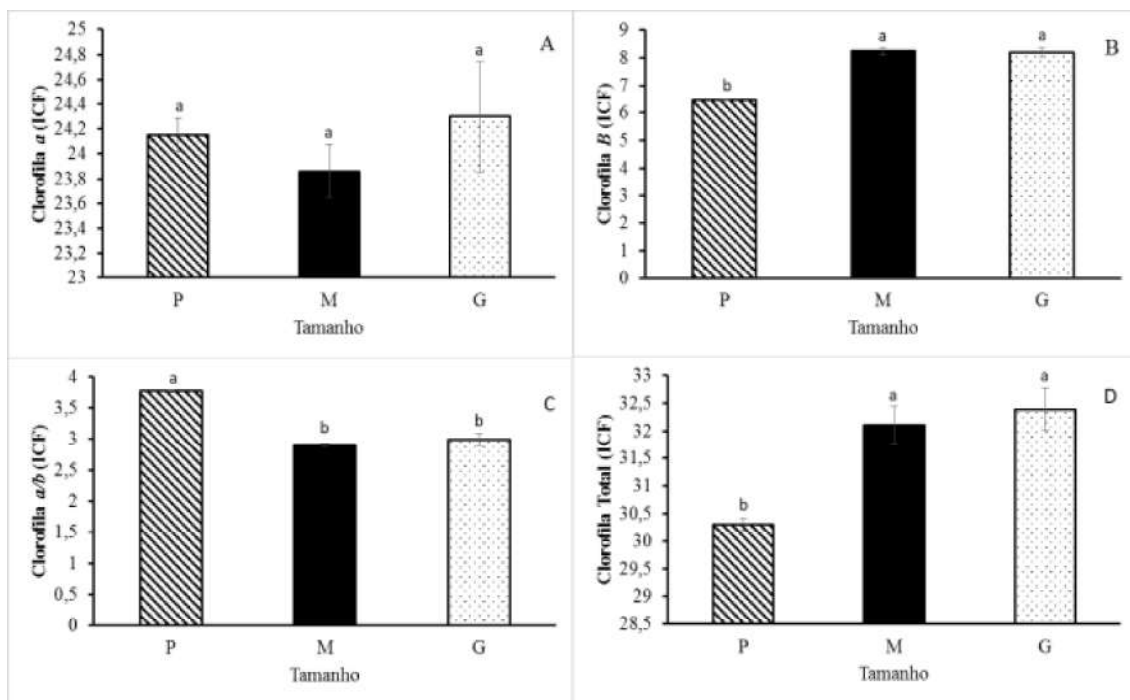 A
Clorofila a (ICF)
25
24,8
24,6
24,4
24,2
24
23,8
23,6
23,4
23,2
23
a
a
a
P
M
G
Tamanho
B
Clorofila B (ICF)
9
8
7
6
5
4
3
2
1
0
b
a
a
P
M
G
Tamanho
C
Clorofila a/b (ICF)
4
3,5
3
2,5
2
1,5
1
0,5
0
a
b
b
P
M
G
Tamanho
D
Clorofila Total (ICF)
33
32,5
32
31,5
31
30,5
30
29,5
29
28,5
b
a
a
P
M
G
Tamanho